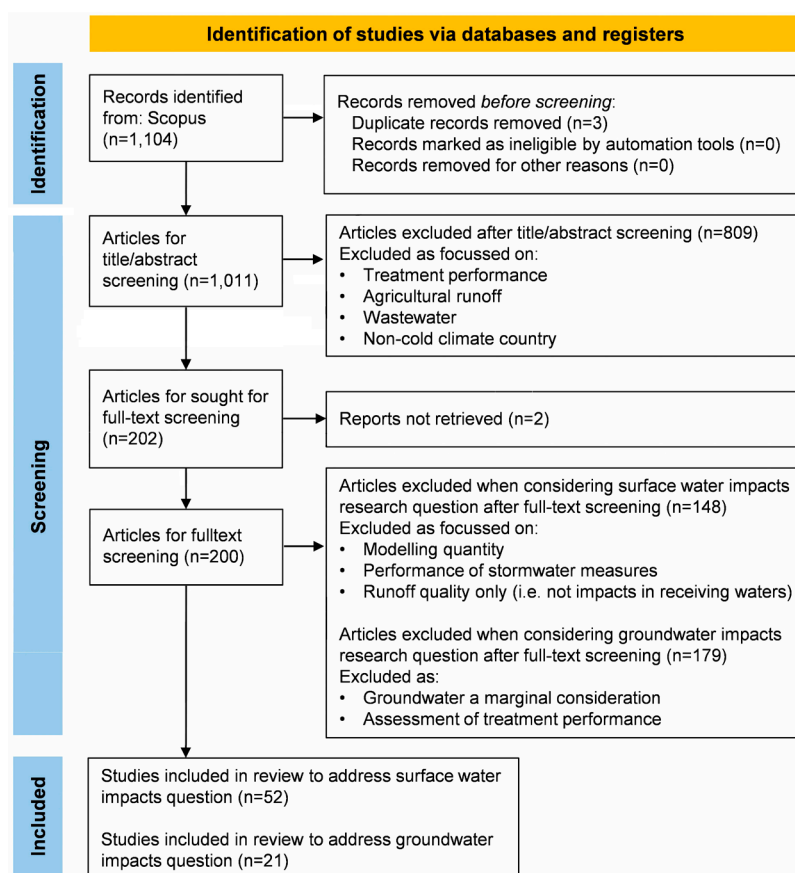 Identification of studies via databases and registers
Identification
Records identified
from: Scopus
(n=1,104)
Records removed before screening:
Duplicate records removed (n=3)
Records marked as ineligible by automation tools (n=0)
Records removed for other reasons (n=0)
Screening
Articles for
title/abstract
screening (n=1,011)
Articles excluded after title/abstract screening (n=809)
Excluded as focussed on:
• Treatment performance
• Agricultural runoff
• Wastewater
• Non-cold climate country
Articles for sought for
full-text screening
(n=202)
Reports not retrieved (n=2)
Articles for fulltext
screening (n=200)
Articles excluded when considering surface water impacts
research question after full-text screening (n=148)
Excluded as focussed on:
• Modelling quantity
• Performance of stormwater measures
• Runoff quality only (i.e. not impacts in receiving waters)
Articles excluded when considering groundwater impacts
research question after full-text screening (n=179)
Excluded as:
• Groundwater a marginal consideration
• Assessment of treatment performance
Included
Studies included in review to address surface water
impacts question (n=52)
Studies included in review to address groundwater
impacts question (n=21)